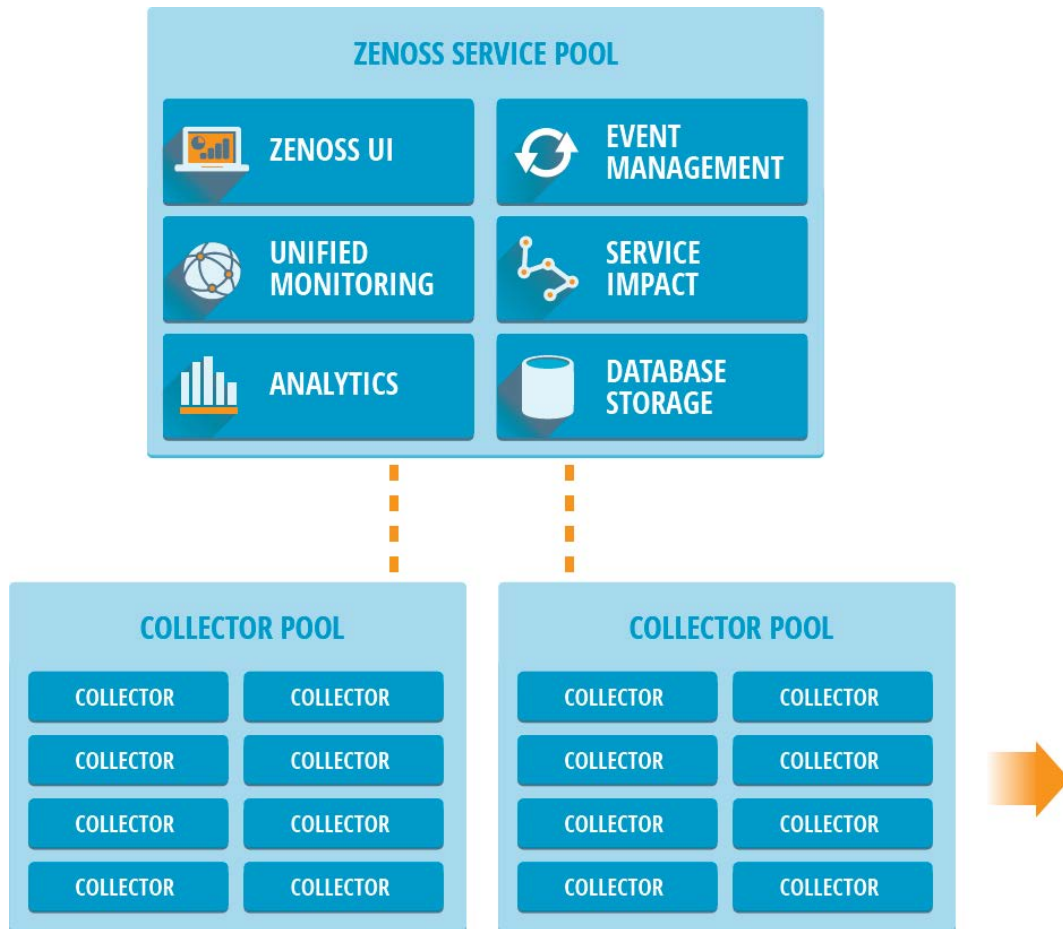 ZENOSS SERVICE POOL
ZENOSS UI
EVENT
MANAGEMENT
UNIFIED
MONITORING
SERVICE
IMPACT
ANALYTICS
DATABASE
STORAGE
COLLECTOR POOL
COLLECTOR COLLECTOR
COLLECTOR COLLECTOR
COLLECTOR COLLECTOR
COLLECTOR COLLECTOR
COLLECTOR POOL
COLLECTOR COLLECTOR
COLLECTOR COLLECTOR
COLLECTOR COLLECTOR
COLLECTOR COLLECTOR